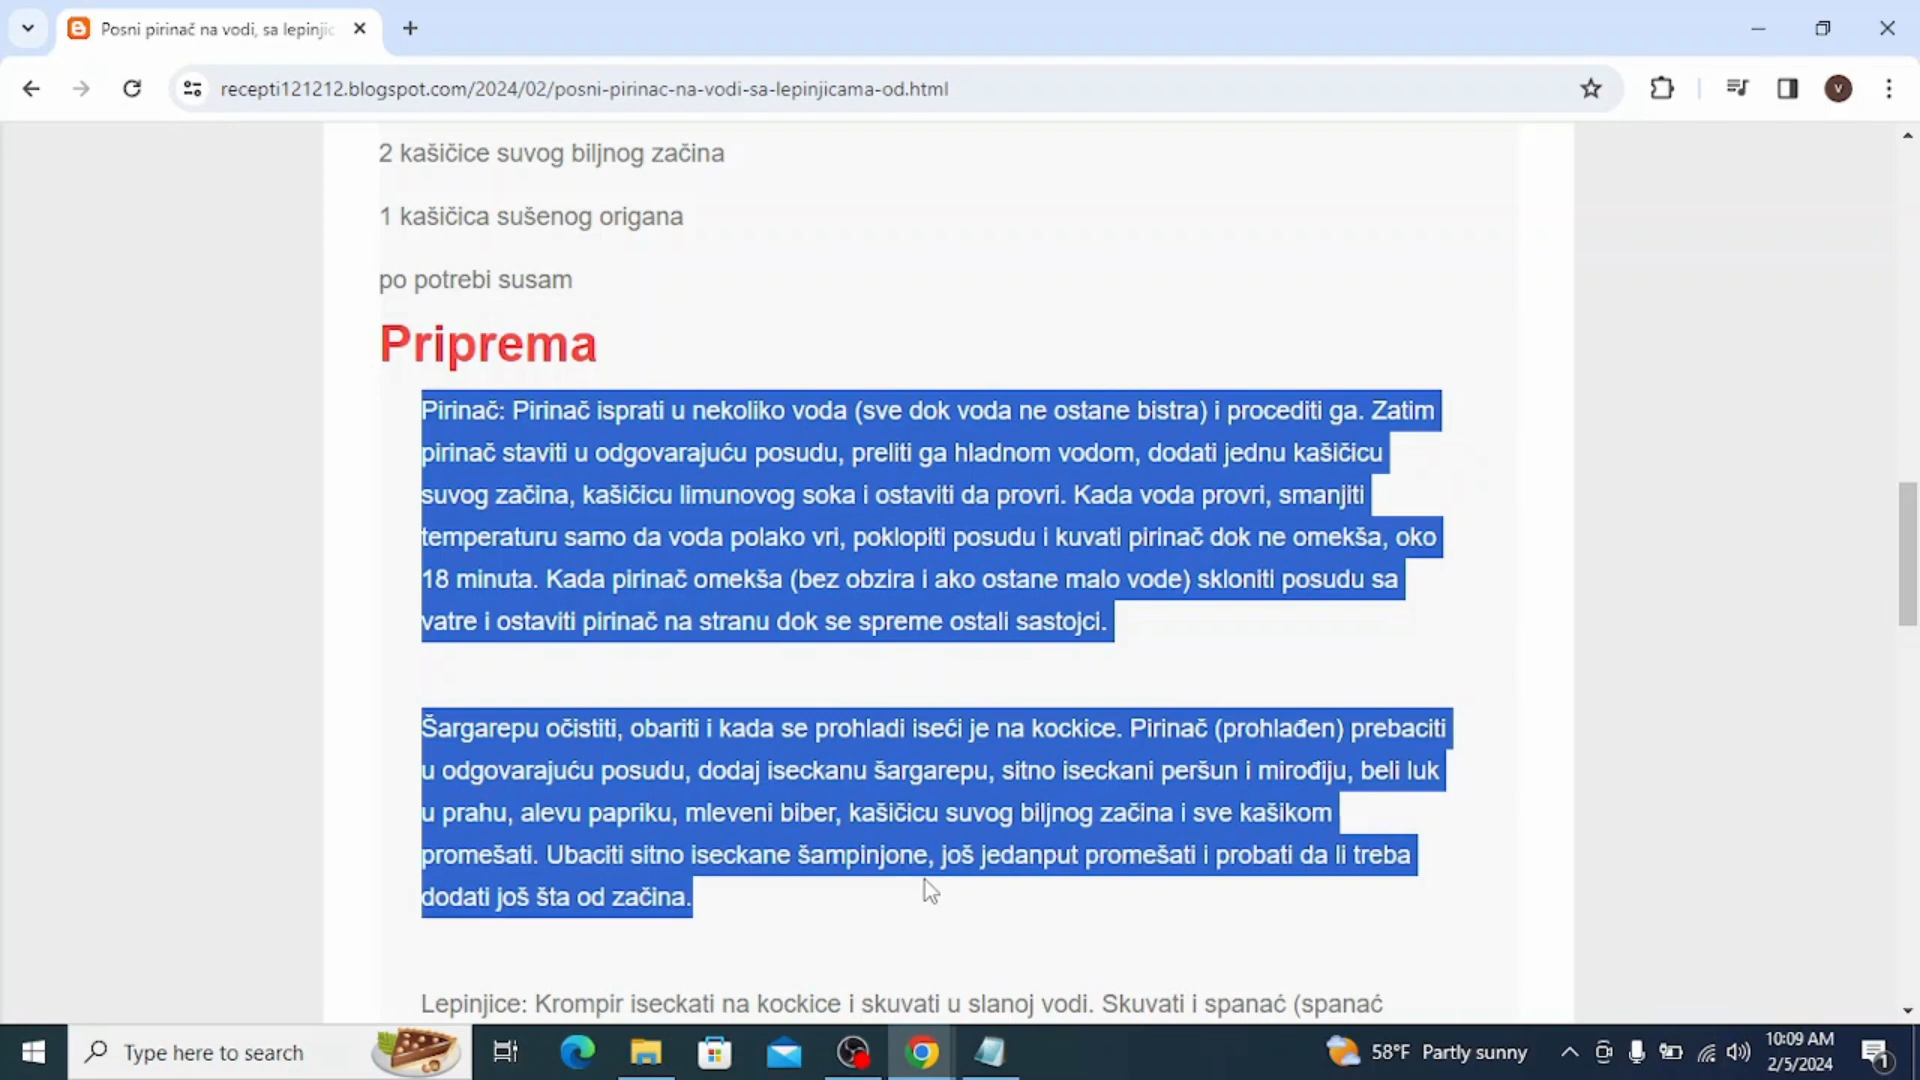 Posni pirinač na vodi, sa lepinjic
recepti121212.blogspot.com/2024/02/posni-pirinac-na-vodi-sa-lepinjicama-od.html
V
2 kašičice suvog biljnog začina
1 kašičica sušenog origana
po potrebi susam
Priprema
Pirinač: Pirinač isprati u nekoliko voda (sve dok voda ne ostane bistra) i procediti ga. Zatim
pirinač staviti u odgovarajuću posudu, preliti ga hladnom vodom, dodati jednu kašičicu
suvog začina, kašičicu limunovog soka i ostaviti da provri. Kada voda provri, smanjiti
temperaturu samo da voda polako vri, poklopiti posudu i kuvati pirinač dok ne omekša, oko
18 minuta. Kada pirinač omekša (bez obzira i ako ostane malo vode) skloniti posudu sa
vatre i ostaviti pirinač na stranu dok se spreme ostali sastojci.
Šargarepu očistiti, obariti i kada se prohladi iseći je na kockice. Pirinač (prohlađen) prebaciti
u odgovarajuću posudu, dodaj iseckanu šargarepu, sitno iseckani peršun i mirođiju, beli luk
u prahu, alevu papriku, mleveni biber, kašičicu suvog biljnog začina i sve kašikom
promešati. Ubaciti sitno iseckane šampinjone, još jedanput promešati i probati da li treba
dodati još šta od začina.
Lepinjice: Krompir iseckati na kockice i skuvati u slanoj vodi. Skuvati i spanać (spanać
Type here to search
58°F Partly sunny
10:09 AM
2/5/2024
1